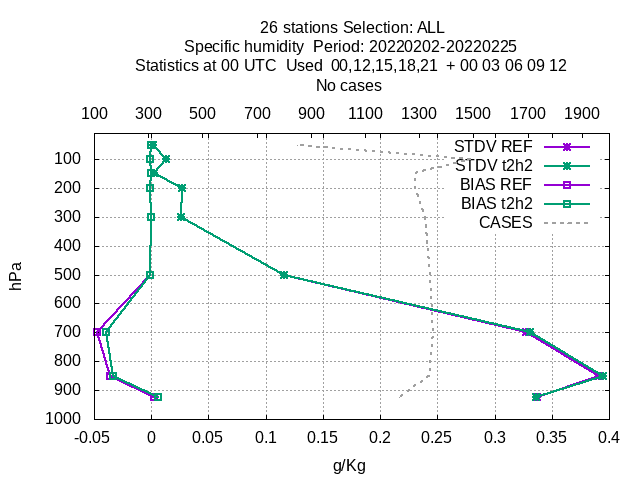 26 stations Selection: ALL
Specific humidity  Period: 20220202-20220225
Statistics at 00 UTC  Used  00,12,15,18,21  + 00 03 06 09 12
No cases
100 300 500 700 900 1100 1300 1500 1700 1900
STDV REF
STDV t2h2
BIAS REF
BIAS t2h2
CASES
hPa
100
200
300
400
500
600
700
800
900
1000
-0.05 0 0.05 0.1 0.15 0.2 0.25 0.3 0.35 0.4
g/Kg